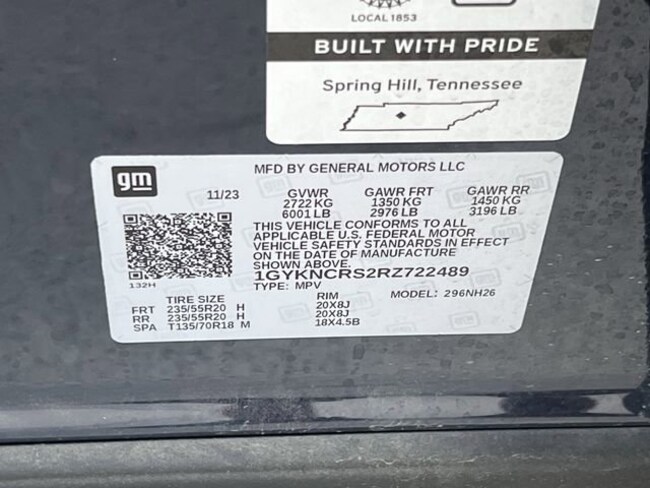 LOCAL 1853
BUILT WITH PRIDE
Spring Hill, Tennessee
gm
MFD BY GENERAL MOTORS LLC
11/23 GVWR GAWR FRT GAWR RR
2722 KG 1350 KG 1450 KG
6001 LB 2976 LB 3196 LB
THIS VEHICLE CONFORMS TO ALL
APPLICABLE U.S. FEDERAL MOTOR
VEHICLE SAFETY STANDARDS IN EFFECT
ON THE DATE OF MANUFACTURE
SHOWN ABOVE.
1GYKNCRS2RZ722489
132H
TYPE: MPV MODEL: 296NH26
TIRE SIZE RIM
FRT 235/55R20 H 20X8J
RR 235/55R20 H 20X8J
SPA T135/70R18 M 18X4.5B